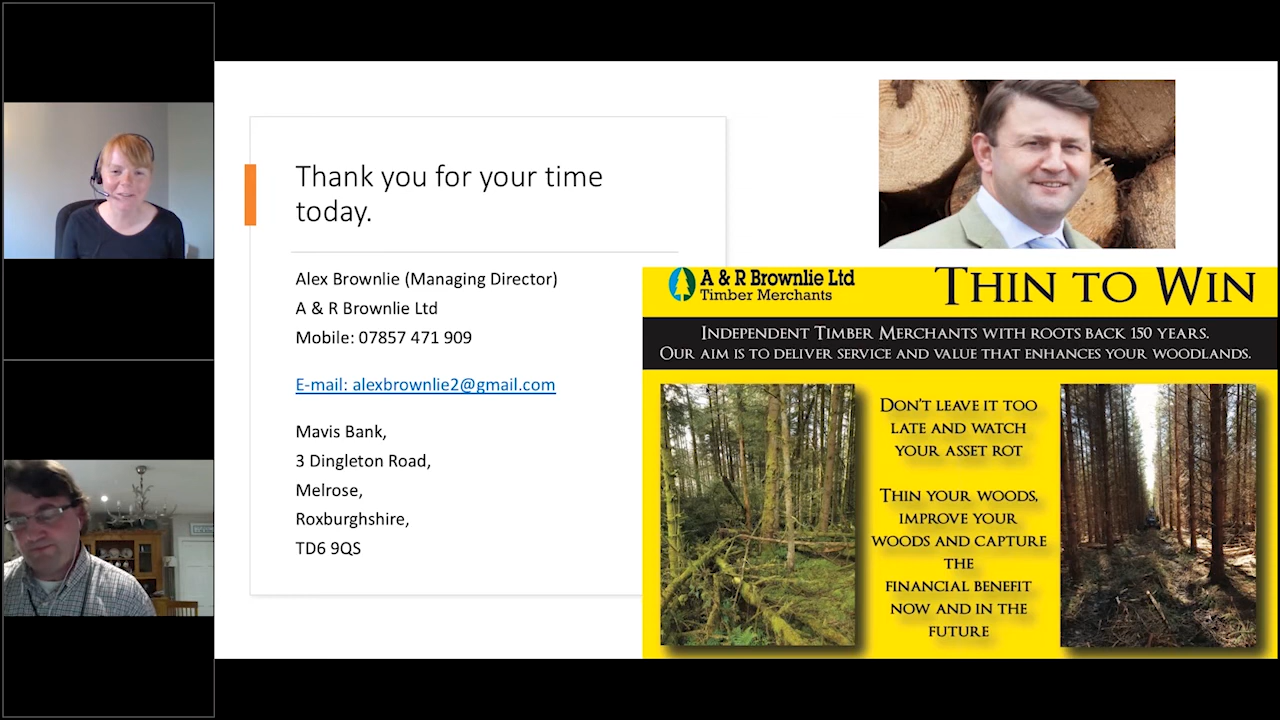 Thank you for your time
today.
Alex Brownlie (Managing Director)
A & R Brownlie Ltd
Mobile: 07857 471 909
E-mail: alexbrownlie2@gmail.com
Mavis Bank,
3 Dingleton Road,
Melrose,
Roxburghshire,
TD6 9QS
A & R Brownlie Ltd
Timber Merchants
THIN TO WIN
INDEPENDENT TIMBER MERCHANTS WITH ROOTS BACK 150 YEARS.
OUR AIM IS TO DELIVER SERVICE AND VALUE THAT ENHANCES YOUR WOODLANDS.
DON'T LEAVE IT TOO
LATE AND WATCH
YOUR ASSET ROT
THIN YOUR WOODS,
IMPROVE YOUR
WOODS AND CAPTURE
THE
FINANCIAL BENEFIT
NOW AND IN THE
FUTURE